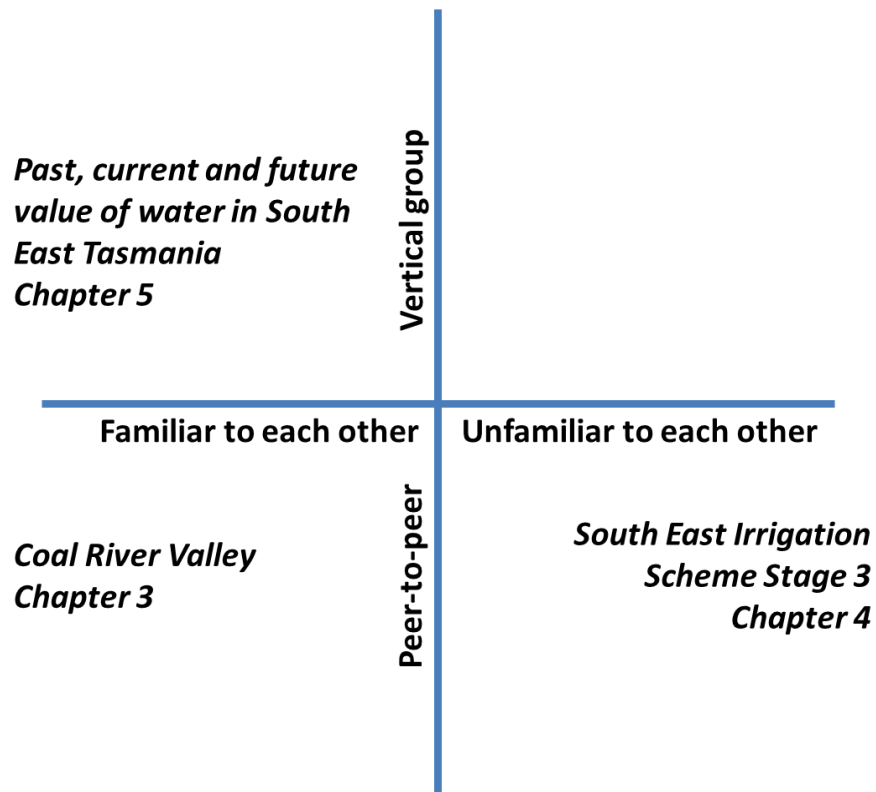 Past, current and future
value of water in South
East Tasmania
Chapter 5
Vertical group
Familiar to each other
Unfamiliar to each other
Peer-to-peer
Coal River Valley
Chapter 3
South East Irrigation
Scheme Stage 3
Chapter 4